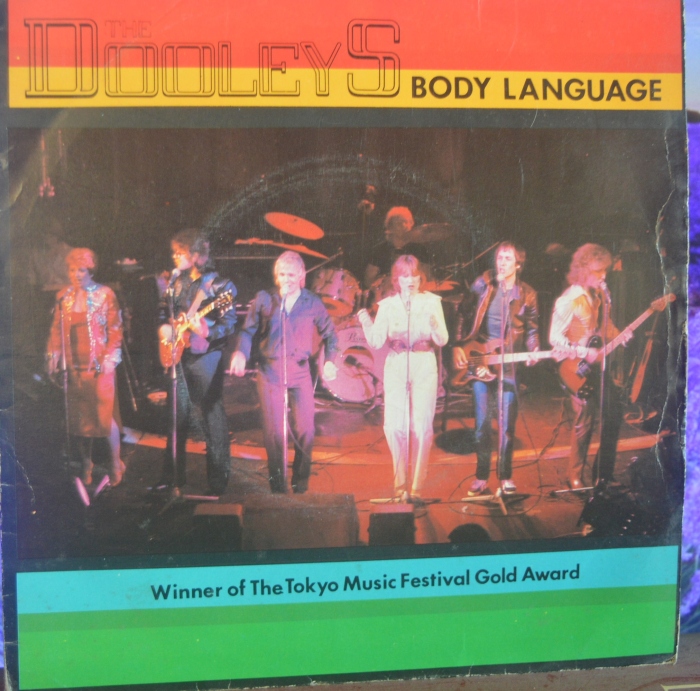 THE
DOOLEYS
BODY LANGUAGE
Winner of The Tokyo Music Festival Gold Award